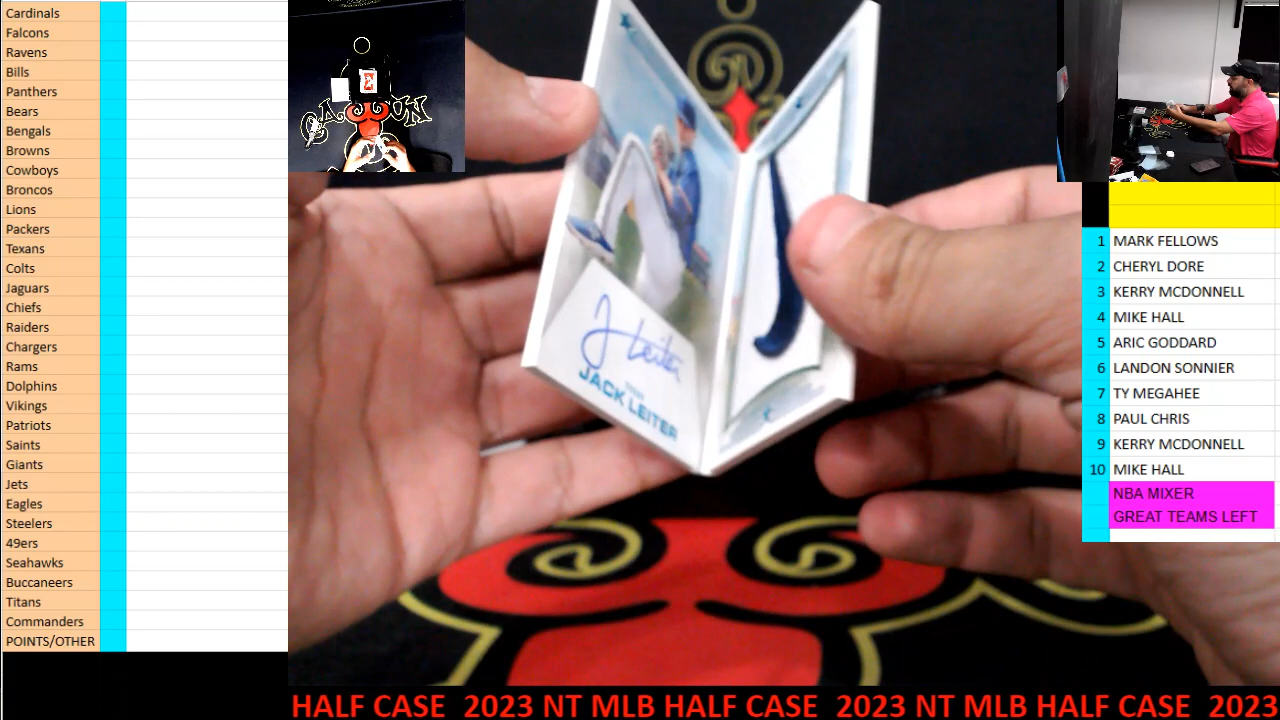 Cardinals
Falcons
Ravens
Bills
Panthers
Bears
Bengals
Browns
Cowboys
Broncos
Lions
Packers
Texans
Colts
Jaguars
Chiefs
Raiders
Chargers
Rams
Dolphins
Vikings
Patriots
Saints
Giants
Jets
Eagles
Steelers
49ers
Seahawks
Buccaneers
Titans
Commanders
POINTS/OTHER
J Leiter
JACK LEITER
1 MARK FELLOWS
2 CHERYL DORE
3 KERRY MCDONNELL
4 MIKE HALL
5 ARIC GODDARD
6 LANDON SONNIER
7 TY MEGAHEE
8 PAUL CHRIS
9 KERRY MCDONNELL
10 MIKE HALL
NBA MIXER
GREAT TEAMS LEFT
HALF CASE 2023 NT MLB HALF CASE 2023 NT MLB HALF CASE 2023